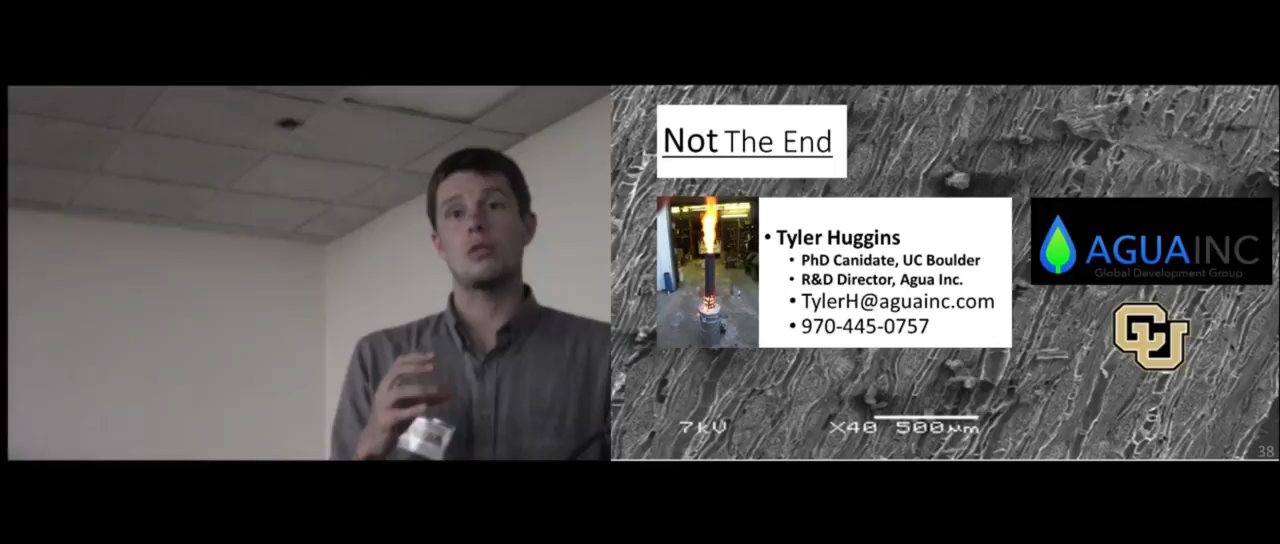 Not The End
• Tyler Huggins
• PhD Canidate, UC Boulder
• R&D Director, Agua Inc.
• TylerH@aguainc.com
• 970-445-0757
AGUAINC
Global Development Group
CU
7kV X40 500µm
38